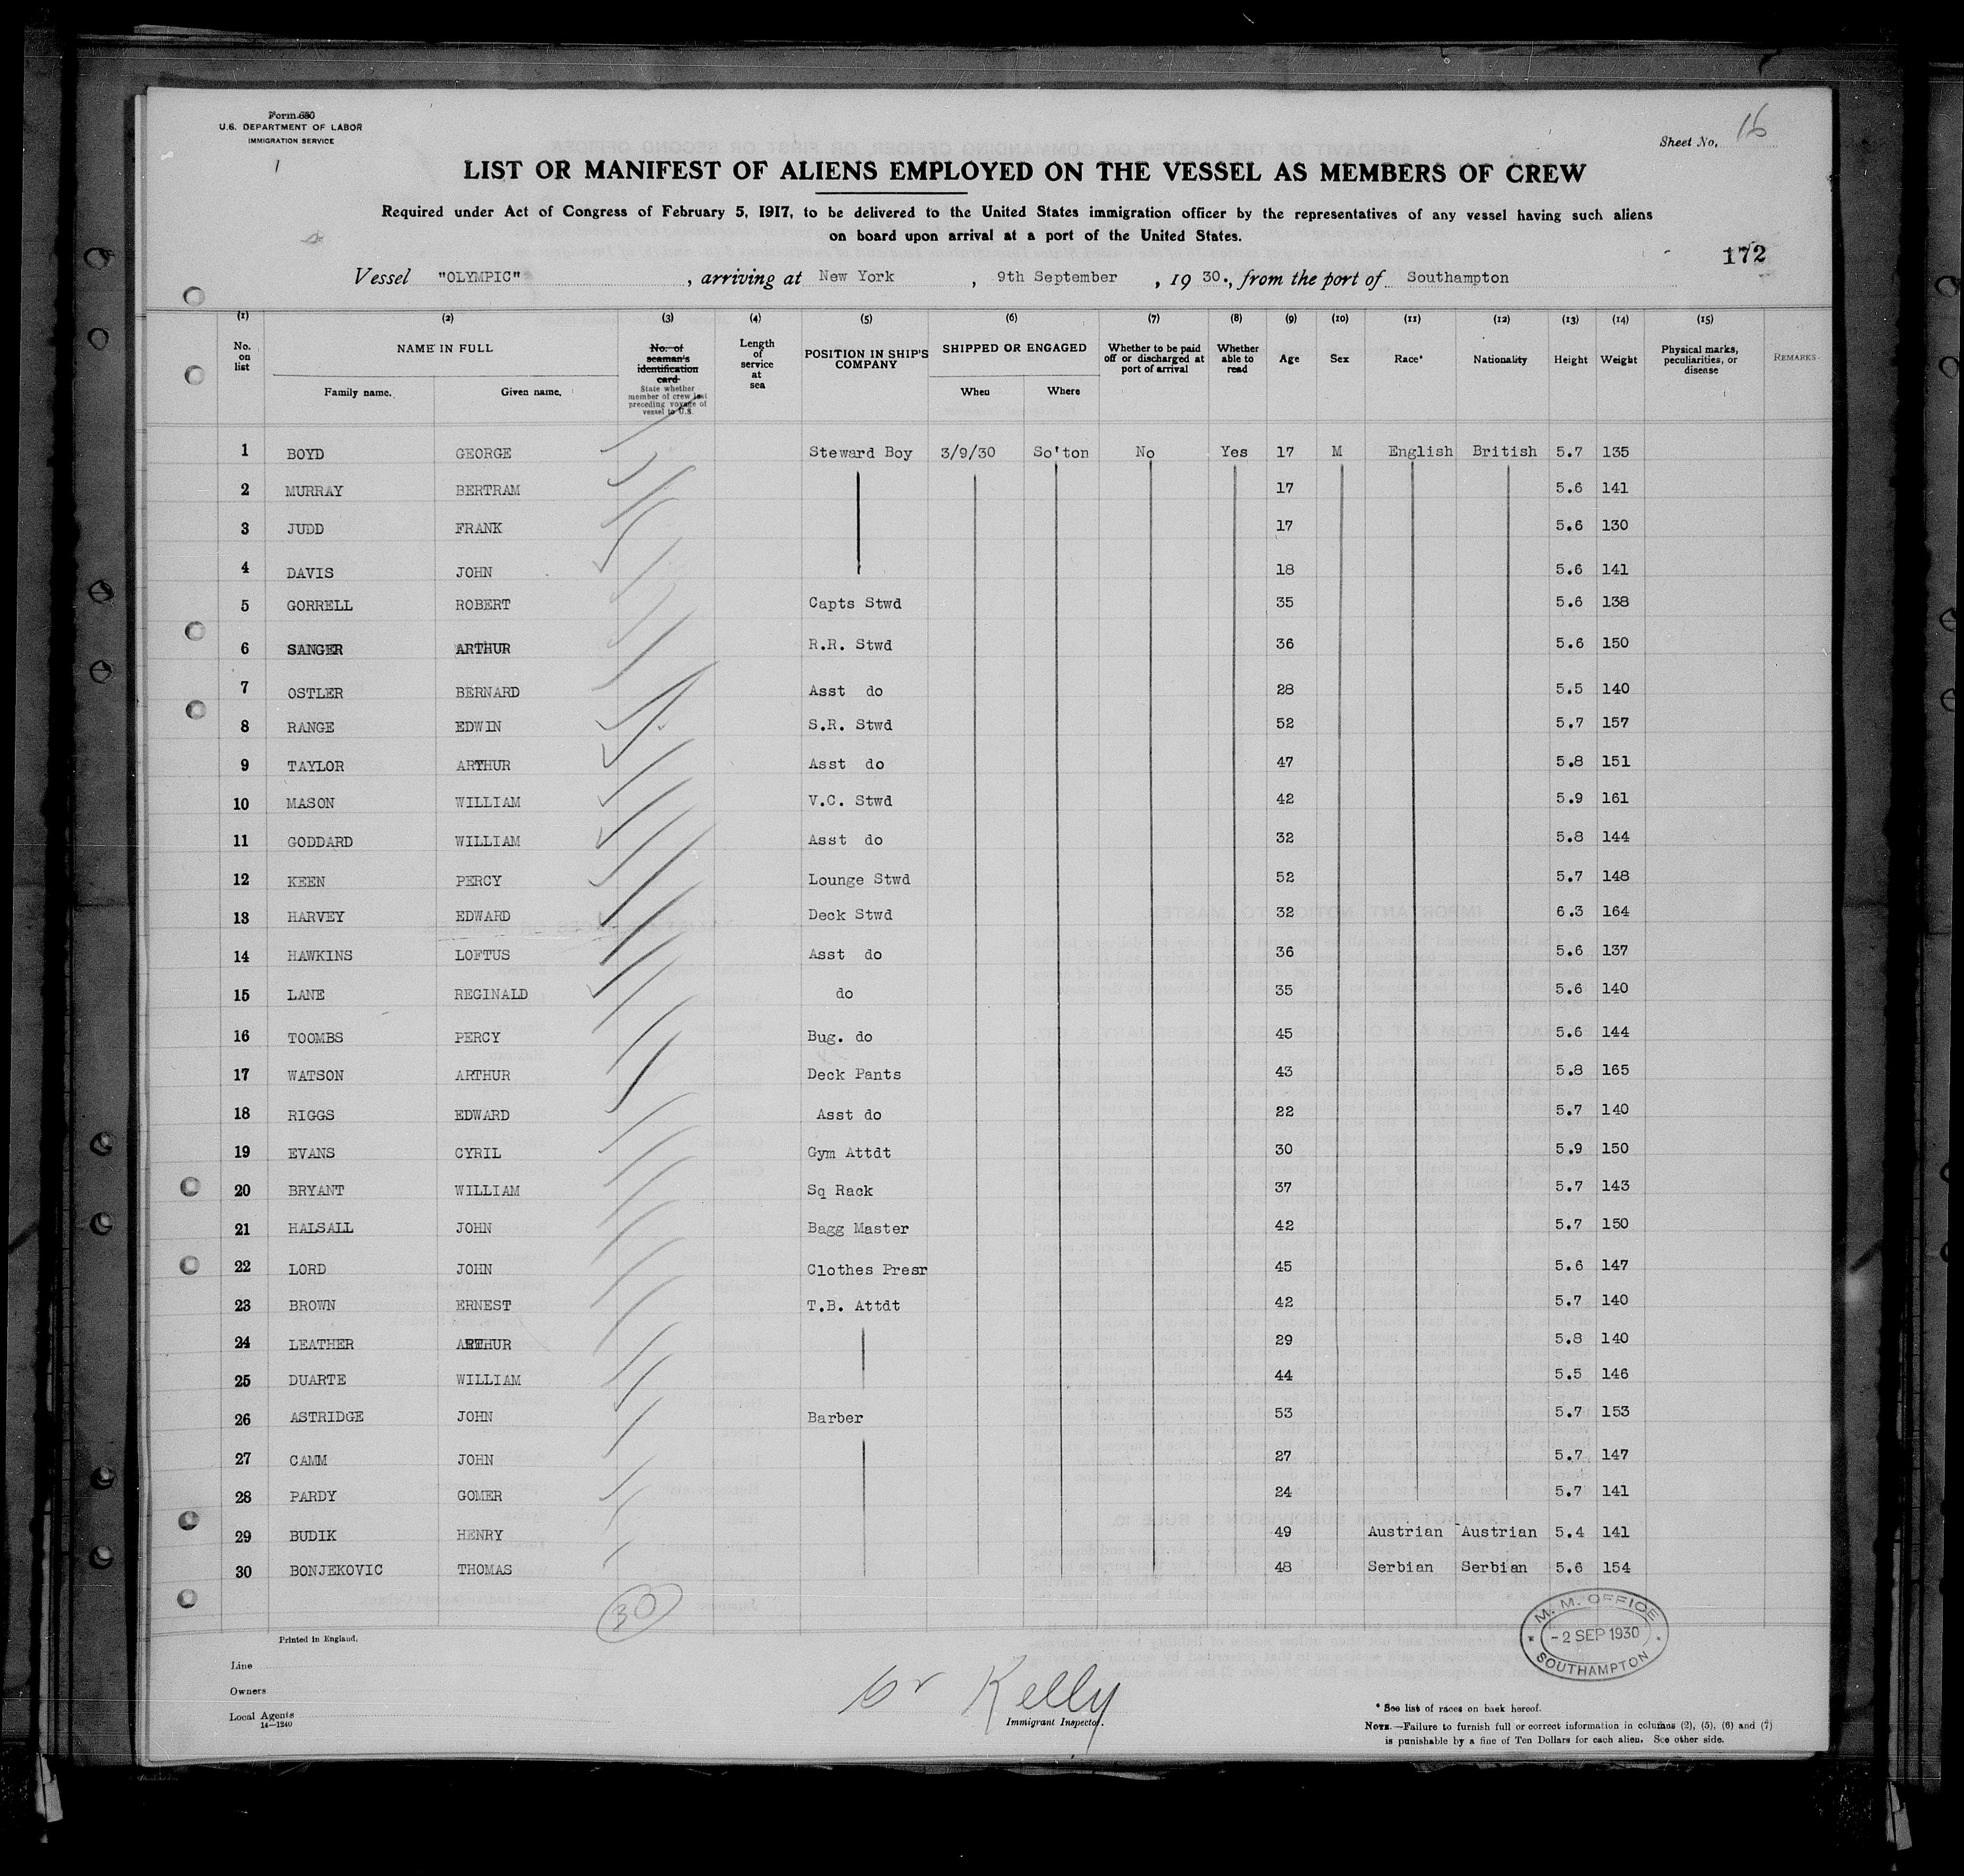 Form 680
U.S. DEPARTMENT OF LABOR
IMMIGRATION SERVICE
1
Sheet No. 16
LIST OR MANIFEST OF ALIENS EMPLOYED ON THE VESSEL AS MEMBERS OF CREW
Required under Act of Congress of February 5, 1917, to be delivered to the United States immigration officer by the representatives of any vessel having such aliens
on board upon arrival at a port of the United States.
172
Vessel "OLYMPIC" , arriving at New York , 9th September , 19 30., from the port of Southampton
(1) (2) (3) (4) (5) (6) (7) (8) (9) (10) (11) (12) (13) (14) (15)
No. on list NAME IN FULL Family name. Given name. No. of seaman's identification card State whether member of crew last preceding voyage of vessel to U.S. Length of service at sea POSITION IN SHIP'S COMPANY SHIPPED OR ENGAGED When Where Whether to be paid off or discharged at port of arrival Whether able to read Age Sex Race* Nationality Height Weight Physical marks, peculiarities, or disease REMARKS
1 BOYD GEORGE Steward Boy 3/9/30 So'ton No Yes 17 M English British 5.7 135
2 MURRAY BERTRAM 17 5.6 141
3 JUDD FRANK 17 5.6 130
4 DAVIS JOHN 18 5.6 141
5 GORRELL ROBERT Capts Stwd 35 5.6 138
6 SANGER ARTHUR R.R. Stwd 36 5.6 150
7 OSTLER BERNARD Asst do 28 5.5 140
8 RANGE EDWIN S.R. Stwd 52 5.7 157
9 TAYLOR ARTHUR Asst do 47 5.8 151
10 MASON WILLIAM V.C. Stwd 42 5.9 161
11 GODDARD WILLIAM Asst do 32 5.8 144
12 KEEN PERCY Lounge Stwd 52 5.7 148
13 HARVEY EDWARD Deck Stwd 32 6.3 164
14 HAWKINS LOFTUS Asst do 36 5.6 137
15 LANE REGINALD do 35 5.6 140
16 TOOMBS PERCY Bug. do 45 5.6 144
17 WATSON ARTHUR Deck Pants 43 5.8 165
18 RIGGS EDWARD Asst do 22 5.7 140
19 EVANS CYRIL Gym Attdt 30 5.9 150
20 BRYANT WILLIAM Sq Rack 37 5.7 143
21 HALSALL JOHN Bagg Master 42 5.7 150
22 LORD JOHN Clothes Presr 45 5.6 147
23 BROWN ERNEST T.B. Attdt 42 5.7 140
24 LEATHER ARTHUR 29 5.8 140
25 DUARTE WILLIAM 44 5.5 146
26 ASTRIDGE JOHN Barber 53 5.7 153
27 CAMM JOHN 27 5.7 147
28 PARDY GOMER 24 5.7 141
29 BUDIK HENRY 49 Austrian Austrian 5.4 141
30 BONJEKOVIC THOMAS 48 Serbian Serbian 5.6 154
30
M.M. OFFICE
-2 SEP 1930
SOUTHAMPTON
Printed in England.
Line
Owners
Local Agents
14—1240
Kelly
Immigrant Inspector.
* See list of races on back hereof.
NOTE.—Failure to furnish full or correct information in columns (2), (5), (6) and (7)
is punishable by a fine of Ten Dollars for each alien. See other side.